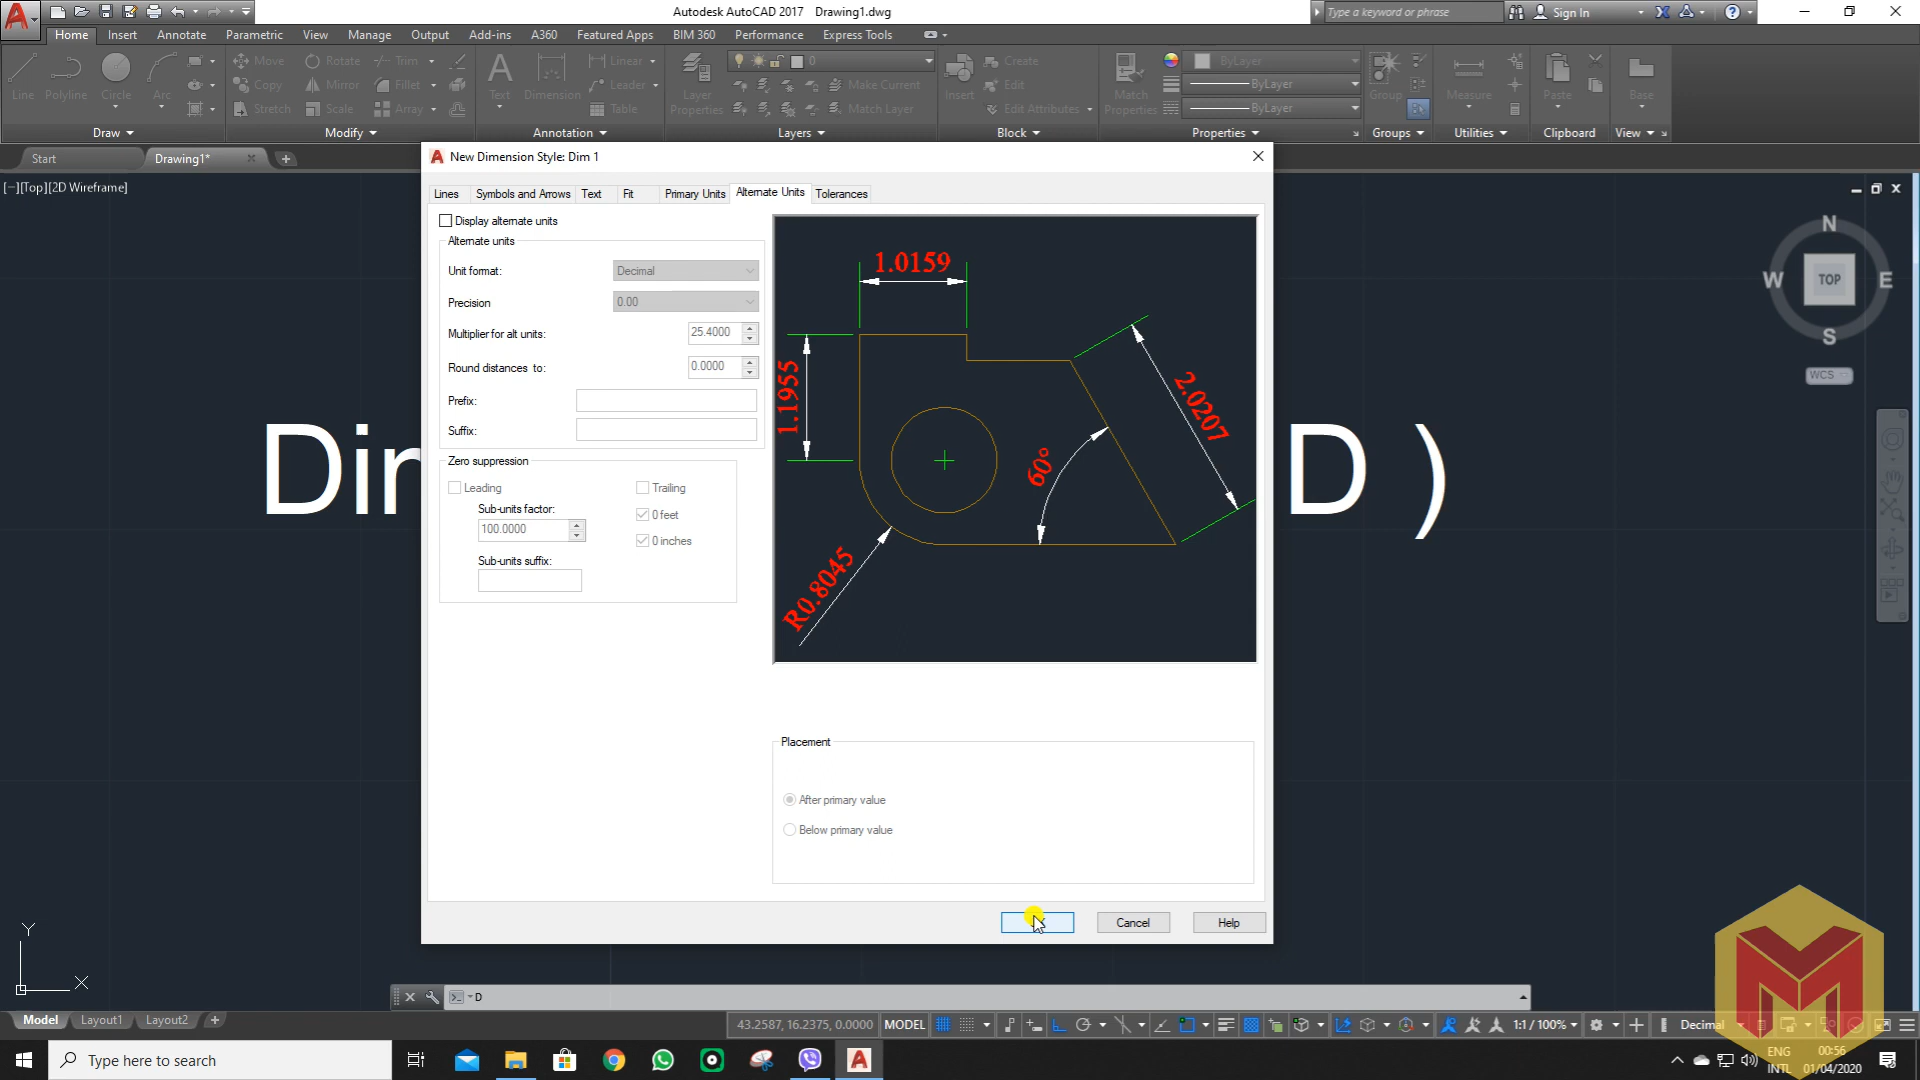 Autodesk AutoCAD 2017 Drawing1.dwg
Type a keyword or phrase
Sign In
Home Insert Annotate Parametric View Manage Output Add-ins A360 Featured Apps BIM 360 Performance Express Tools
Line Polyline Circle Arc
Move Rotate Trim
Copy Mirror Fillet
Stretch Scale Array
Text Dimension
Linear
Leader
Table
Layer Properties
0
Make Current
Match Layer
Insert
Create
Edit
Edit Attributes
Match Properties
ByLayer
ByLayer
ByLayer
Group
Measure
Paste
Base
Draw Modify Annotation Layers Block Properties Groups Utilities Clipboard View
Start Drawing1*
[−][Top][2D Wireframe]
New Dimension Style: Dim 1
Lines Symbols and Arrows Text Fit Primary Units Alternate Units Tolerances
Display alternate units
Alternate units
Unit format: Decimal
Precision 0.00
Multiplier for alt units: 25.4000
Round distances to: 0.0000
Prefix:
Suffix:
Zero suppression
Leading
Trailing
Sub-units factor:
100.0000
0 feet
0 inches
Sub-units suffix:
1.0159
1.1955
2.0207
60°
R0.8045
Placement
After primary value
Below primary value
Cancel
Help
Dim
D )
N
W TOP E
S
WCS
Y
X
D
Model Layout1 Layout2
43.2587, 16.2375, 0.0000 MODEL
1:1 / 100%
Decimal
Type here to search
ENG
INTL
00:56
01/04/2020